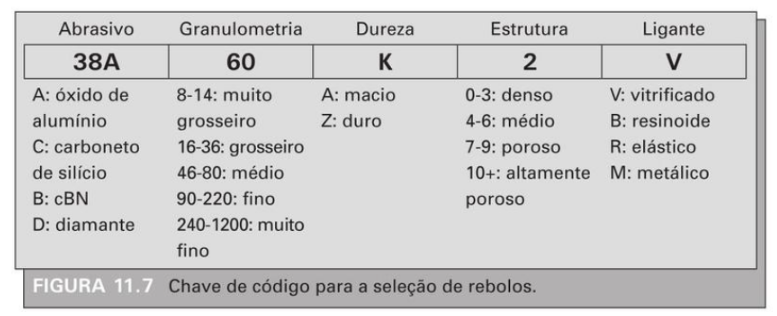 Abrasivo Granulometria Dureza Estrutura Ligante
38A 60 K 2 V
A: óxido de alumínio
C: carboneto de silício
B: cBN
D: diamante
8-14: muito grosseiro
16-36: grosseiro
46-80: médio
90-220: fino
240-1200: muito fino
A: macio
Z: duro
0-3: denso
4-6: médio
7-9: poroso
10+: altamente poroso
V: vitrificado
B: resinoide
R: elástico
M: metálico
FIGURA 11.7 Chave de código para a seleção de rebolos.